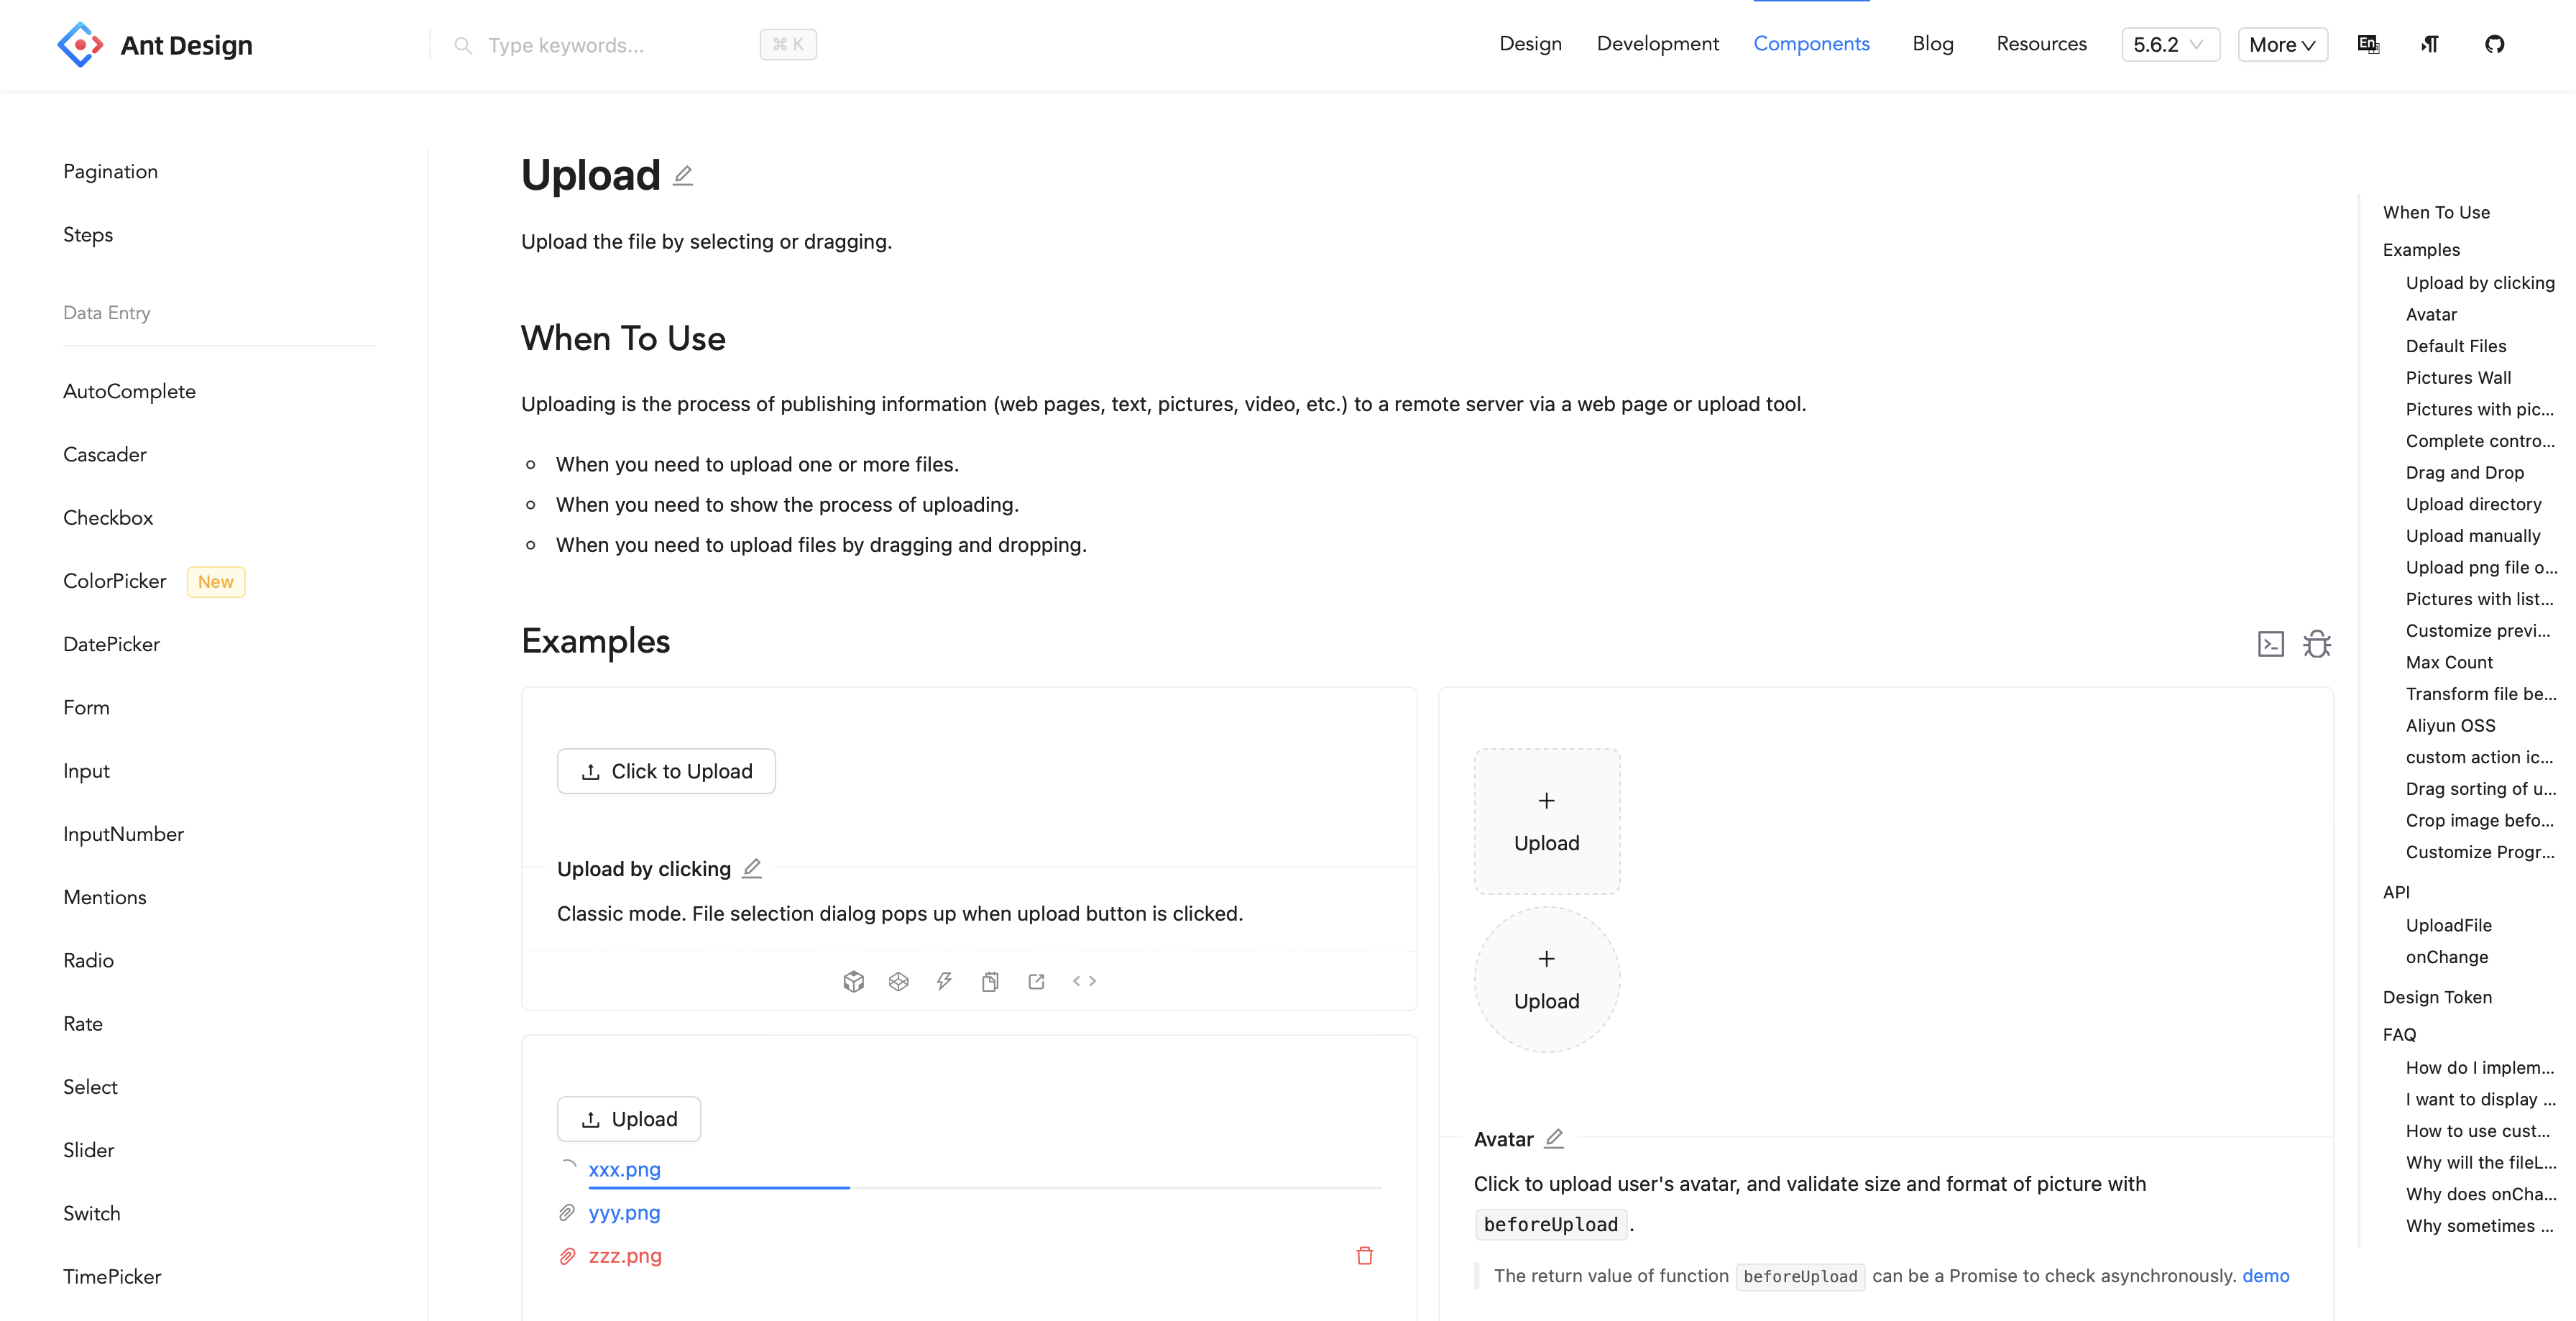 Ant Design
Type keywords...
⌘ K
Design
Development
Components
Blog
Resources
5.6.2
More
En
Pagination
Steps
Data Entry
AutoComplete
Cascader
Checkbox
ColorPicker New
DatePicker
Form
Input
InputNumber
Mentions
Radio
Rate
Select
Slider
Switch
TimePicker
Upload
Upload the file by selecting or dragging.
When To Use
Uploading is the process of publishing information (web pages, text, pictures, video, etc.) to a remote server via a web page or upload tool.
When you need to upload one or more files.
When you need to show the process of uploading.
When you need to upload files by dragging and dropping.
Examples
Click to Upload
Upload by clicking
Classic mode. File selection dialog pops up when upload button is clicked.
Upload
xxx.png
yyy.png
zzz.png
Upload
Upload
Avatar
Click to upload user's avatar, and validate size and format of picture with
beforeUpload .
The return value of function beforeUpload can be a Promise to check asynchronously. demo
When To Use
Examples
Upload by clicking
Avatar
Default Files
Pictures Wall
Pictures with pic...
Complete contro...
Drag and Drop
Upload directory
Upload manually
Upload png file o...
Pictures with list...
Customize previ...
Max Count
Transform file be...
Aliyun OSS
custom action ic...
Drag sorting of u...
Crop image befo...
Customize Progr...
API
UploadFile
onChange
Design Token
FAQ
How do I implem...
I want to display ...
How to use cust...
Why will the fileL...
Why does onCha...
Why sometimes ...